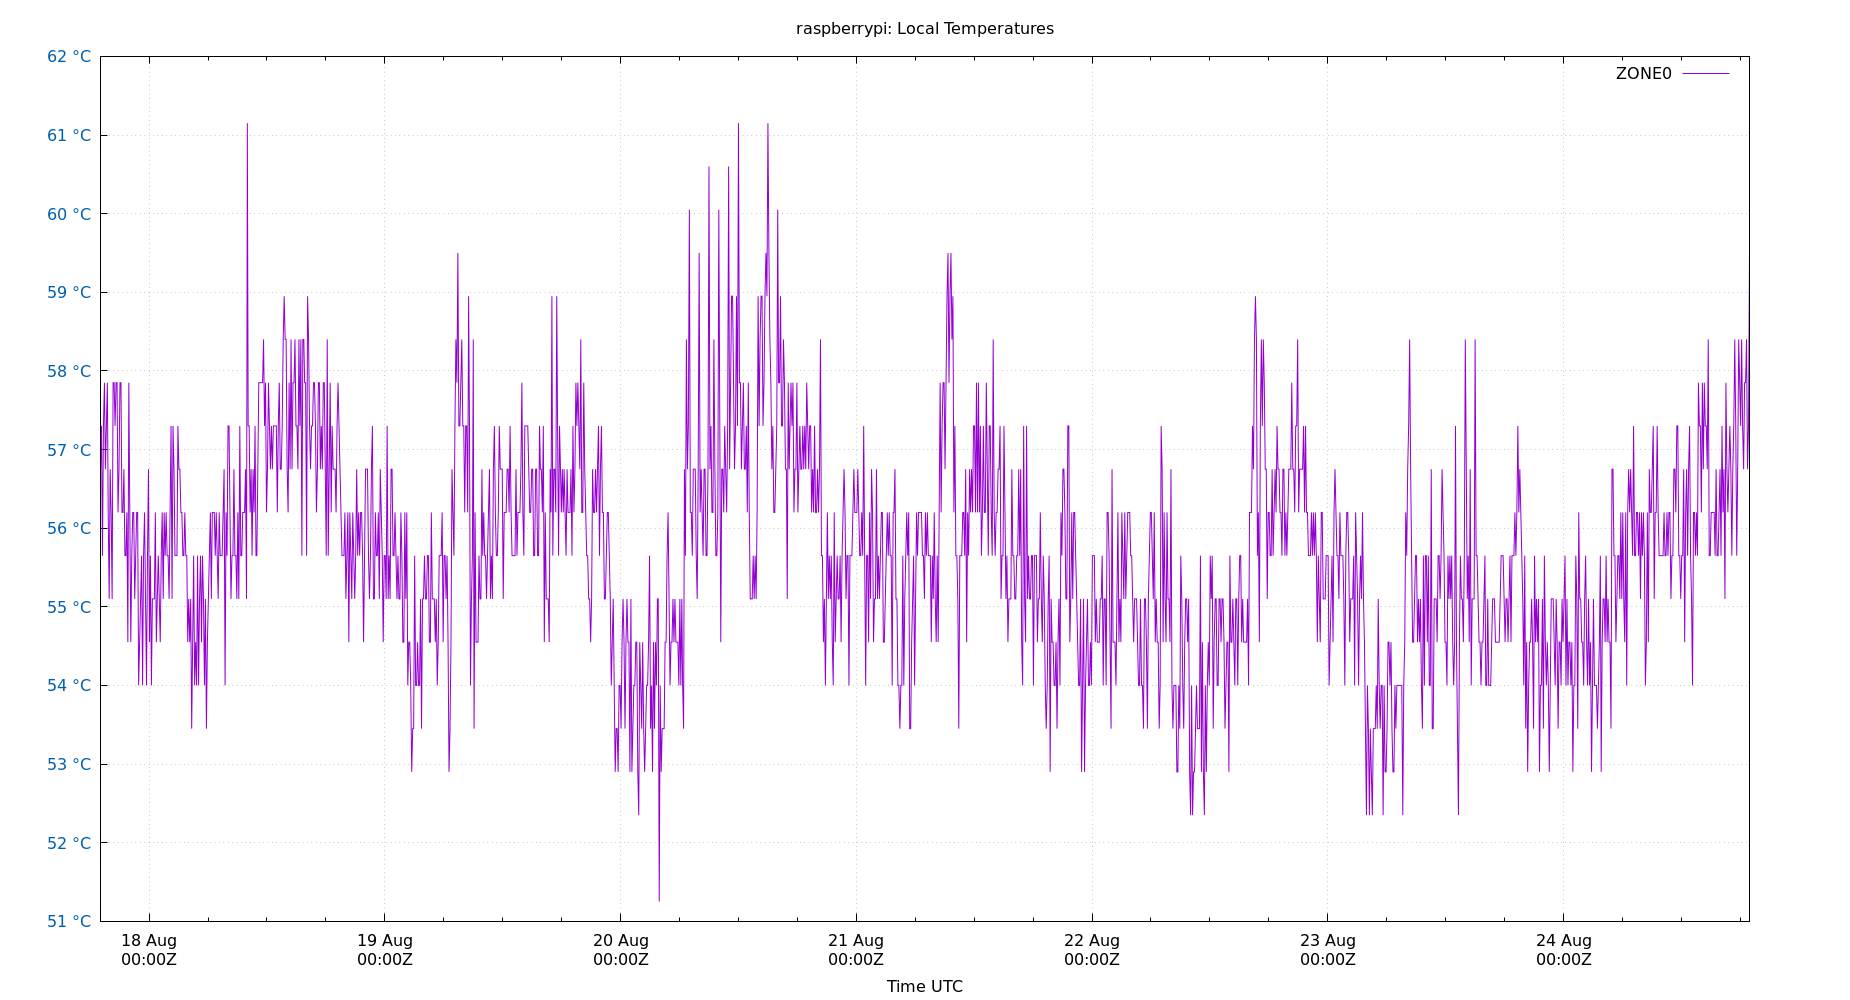 raspberrypi: Local Temperatures
62 °C
61 °C
60 °C
59 °C
58 °C
57 °C
56 °C
55 °C
54 °C
53 °C
52 °C
51 °C
ZONE0
18 Aug 19 Aug 20 Aug 21 Aug 22 Aug 23 Aug 24 Aug
00:00Z 00:00Z 00:00Z 00:00Z 00:00Z 00:00Z 00:00Z
Time UTC